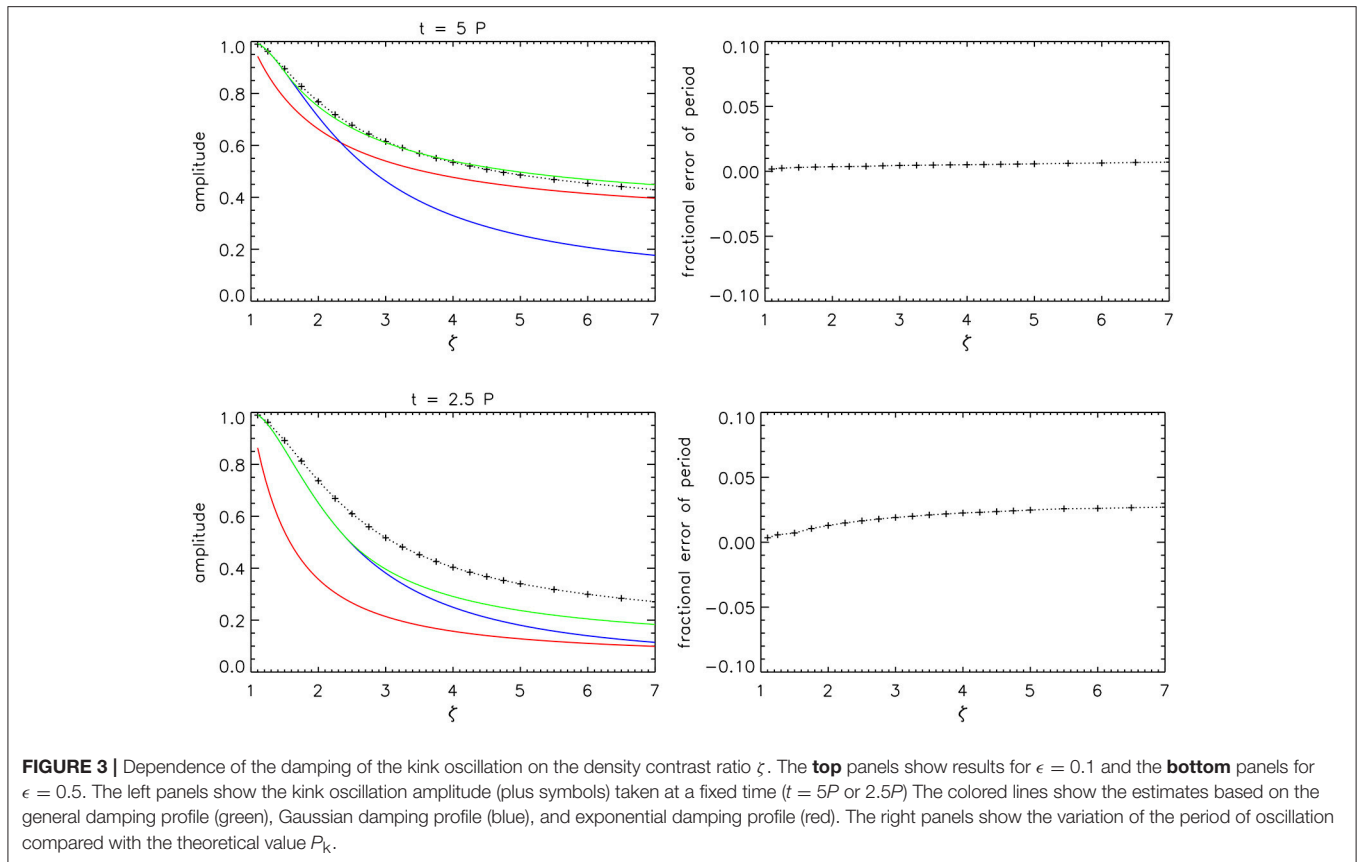 t = 5 P
1.0
0.8
0.6
0.4
0.2
0.0
amplitude
1 2 3 4 5 6 7
ζ
0.10
0.05
0.00
−0.05
−0.10
fractional error of period
1 2 3 4 5 6 7
ζ
t = 2.5 P
1.0
0.8
0.6
0.4
0.2
0.0
amplitude
1 2 3 4 5 6 7
ζ
0.10
0.05
0.00
−0.05
−0.10
fractional error of period
1 2 3 4 5 6 7
ζ
FIGURE 3 | Dependence of the damping of the kink oscillation on the density contrast ratio ζ. The top panels show results for ϵ = 0.1 and the bottom panels for
ϵ = 0.5. The left panels show the kink oscillation amplitude (plus symbols) taken at a fixed time (t = 5P or 2.5P) The colored lines show the estimates based on the
general damping profile (green), Gaussian damping profile (blue), and exponential damping profile (red). The right panels show the variation of the period of oscillation
compared with the theoretical value Pₖ.